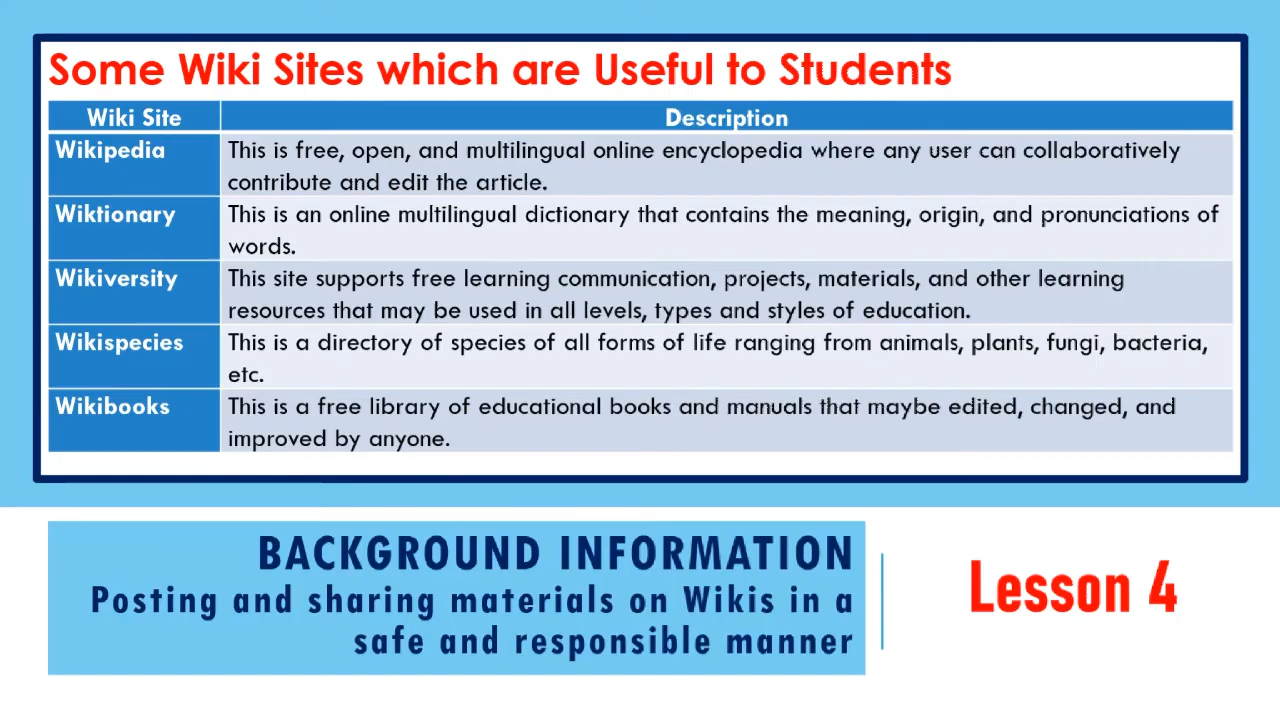 Some Wiki Sites which are Useful to Students
Wiki Site Description
Wikipedia This is free, open, and multilingual online encyclopedia where any user can collaboratively
contribute and edit the article.
Wiktionary This is an online multilingual dictionary that contains the meaning, origin, and pronunciations of
words.
Wikiversity This site supports free learning communication, projects, materials, and other learning
resources that may be used in all levels, types and styles of education.
Wikispecies This is a directory of species of all forms of life ranging from animals, plants, fungi, bacteria,
etc.
Wikibooks This is a free library of educational books and manuals that maybe edited, changed, and
improved by anyone.
BACKGROUND INFORMATION
Posting and sharing materials on Wikis in a
safe and responsible manner
Lesson 4